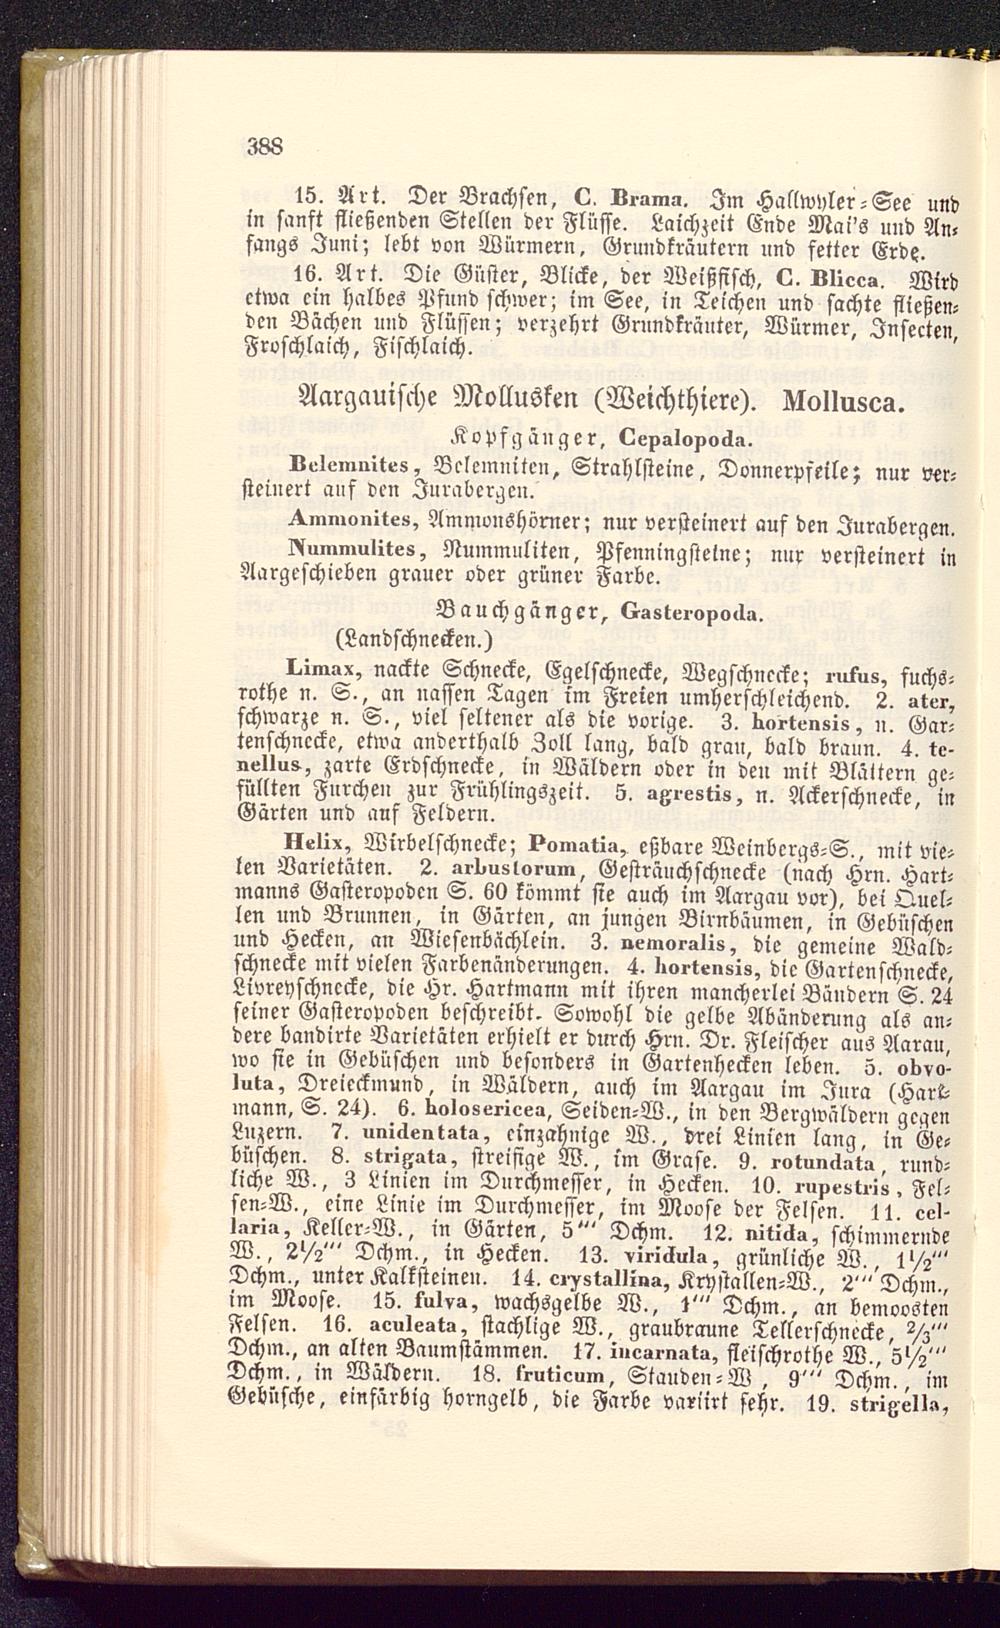 388
15. Art. Der Brachsen, C. Brama. Im Hallwyler-See und
in sanft fließenden Stellen der Flüsse. Laichzeit Ende Mai's und An-
fangs Juni; lebt von Würmern, Grundkräutern und fetter Erde.
16. Art. Die Güster, Blicke, der Weißfisch, C. Blicca. Wird
etwa ein halbes Pfund schwer; im See, in Teichen und sachte fließen-
den Bächen und Flüssen; verzehrt Grundkräuter, Würmer, Insecten,
Froschlaich, Fischlaich.
Aargauische Mollusken (Weichthiere). Mollusca.
Kopfgänger, Cepalopoda.
Belemnites, Belemniten, Strahlsteine, Donnerpfeile; nur ver-
steinert auf den Jurabergen.
Ammonites, Ammonshörner; nur versteinert auf den Jurabergen.
Nummulites, Nummuliten, Pfenningsteine; nur versteinert in
Aargeschieben grauer oder grüner Farbe.
Bauchgänger, Gasteropoda.
(Landschnecken.)
Limax, nackte Schnecke, Egelschnecke, Wegschnecke; rufus, fuchs-
rothe n. S., an nassen Tagen im Freien umherschleichend. 2. ater,
schwarze n. S., viel seltener als die vorige. 3. hortensis, n. Gar-
tenschnecke, etwa anderthalb Zoll lang, bald grau, bald braun. 4. te-
nellus, zarte Erdschnecke, in Wäldern oder in den mit Blättern ge-
füllten Furchen zur Frühlingszeit. 5. agrestis, n. Ackerschnecke, in
Gärten und auf Feldern.
Helix, Wirbelschnecke; Pomatia, eßbare Weinbergs-S., mit vie-
len Varietäten. 2. arbustorum, Gesträuchschnecke (nach Hrn. Hart-
manns Gasteropoden S. 60 kömmt sie auch im Aargau vor), bei Quel-
len und Brunnen, in Gärten, an jungen Birnbäumen, in Gebüschen
und Hecken, an Wiesenbächlein. 3. nemoralis, die gemeine Wald-
schnecke mit vielen Farbenänderungen. 4. hortensis, die Gartenschnecke,
Livreyschnecke, die Hr. Hartmann mit ihren mancherlei Bändern S. 24
seiner Gasteropoden beschreibt. Sowohl die gelbe Abänderung als an-
dere bandirte Varietäten erhielt er durch Hrn. Dr. Fleischer aus Aarau,
wo sie in Gebüschen und besonders in Gartenhecken leben. 5. obvo-
luta, Dreieckmund, in Wäldern, auch im Aargau im Jura (Hart-
mann, S. 24). 6. holosericea, Seiden-W., in den Bergwäldern gegen
Luzern. 7. unidentata, einzahnige W., drei Linien lang, in Ge-
büschen. 8. strigata, streifige W., im Grase. 9. rotundata, rund-
liche W., 3 Linien im Durchmesser, in Hecken. 10. rupestris, Fel-
sen-W., eine Linie im Durchmesser, im Moose der Felsen. 11. cel-
laria, Keller-W., in Gärten, 5''' Dchm. 12. nitida, schimmernde
W., 2½''' Dchm., in Hecken. 13. viridula, grünliche W., 1½'''
Dchm., unter Kalksteinen. 14. crystallina, Krystallen-W., 2''' Dchm.,
im Moose. 15. fulva, wachsgelbe W., 1''' Dchm., an bemoosten
Felsen. 16. aculeata, stachlige W., graubraune Tellerschnecke, ⅔'''
Dchm., an alten Baumstämmen. 17. incarnata, fleischrothe W., 5½'''
Dchm., in Wäldern. 18. fruticum, Stauden-W, 9''' Dchm., im
Gebüsche, einfärbig horngelb, die Farbe variirt sehr. 19. strigella,